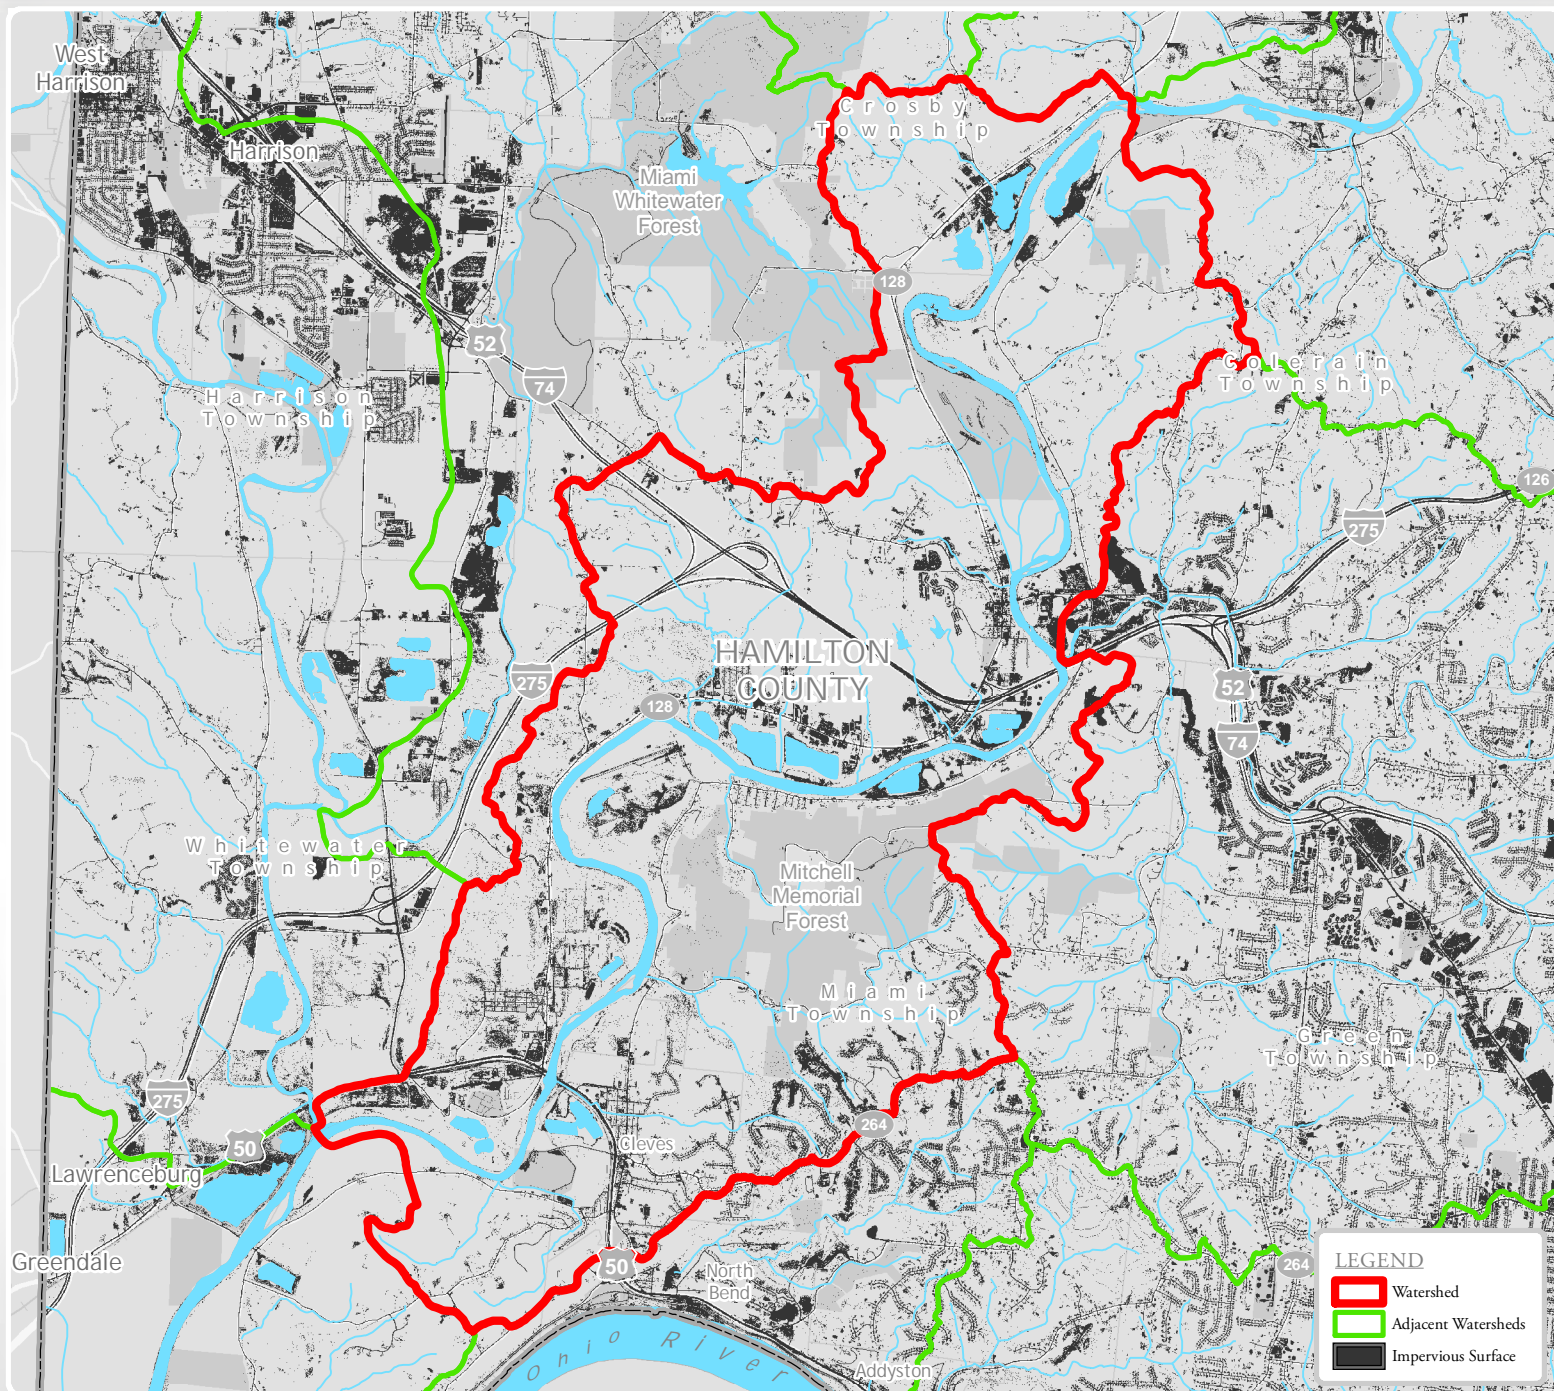 West
Harrison
Crosby
Township
Harrison
Miami
Whitewater
Forest
128
52
74
Colerain
Township
Harrison
Township
126
275
HAMILTON
COUNTY
275
52
128
74
Whitewater
Township
Mitchell
Memorial
Forest
Miami
Township
Green
Township
275
264
50
Cleves
Lawrenceburg
Greendale
50
North
Bend
264
Ohio River
Addyston
LEGEND
Watershed
Adjacent Watersheds
Impervious Surface